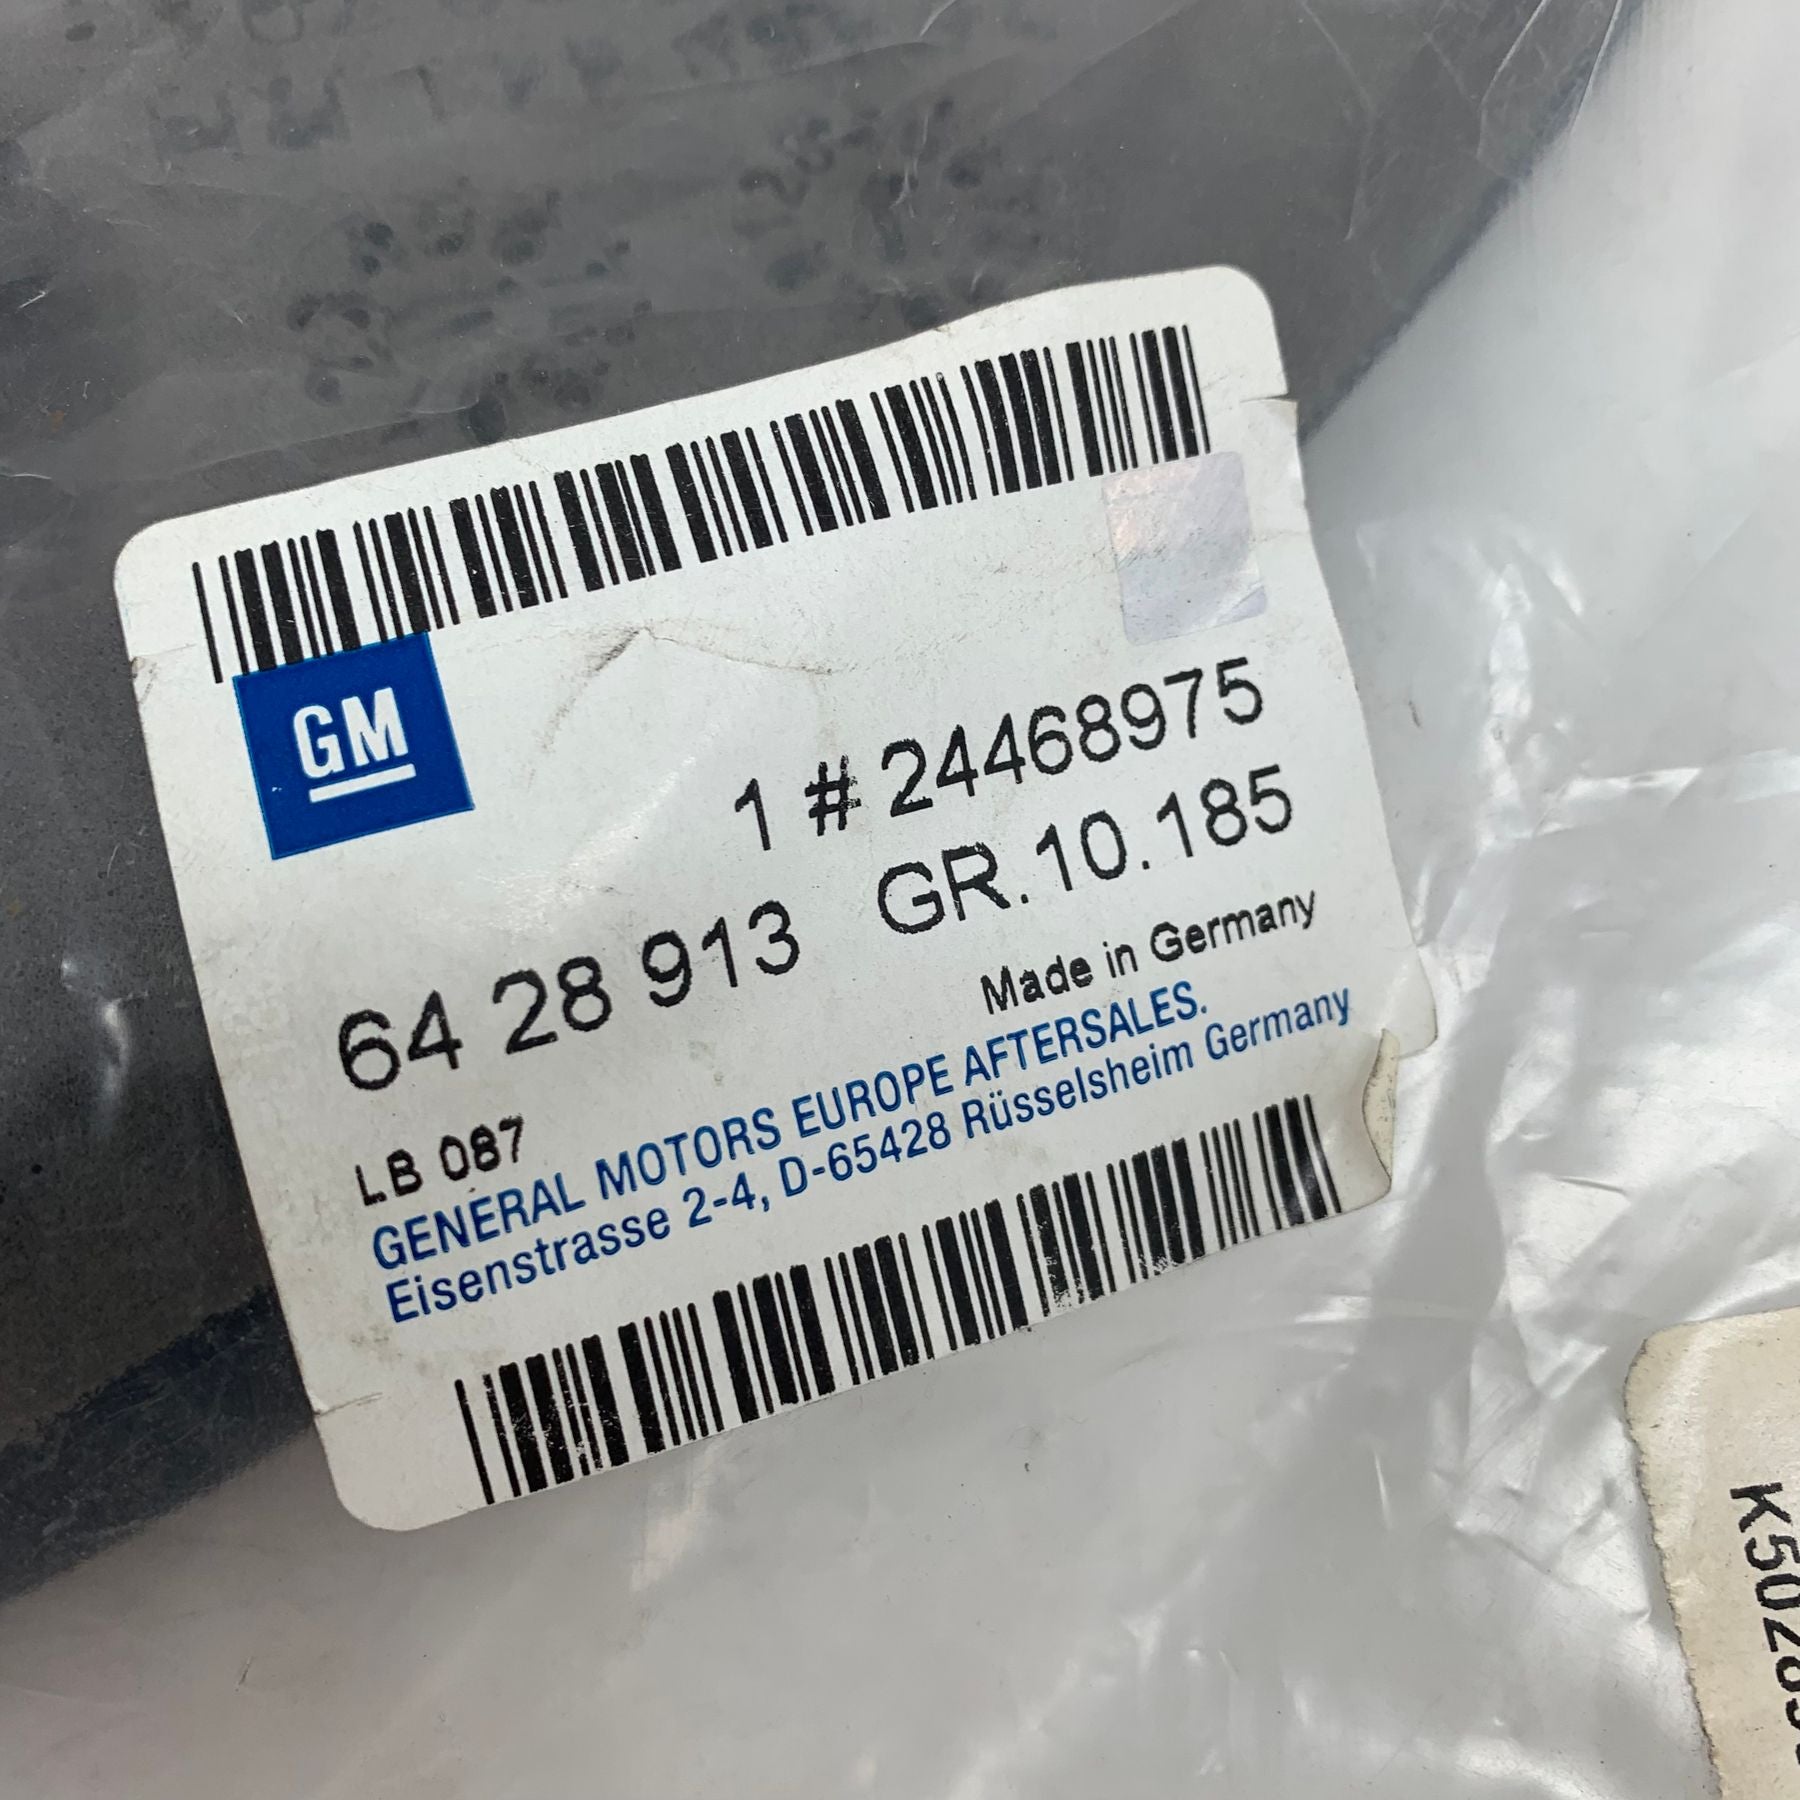 GM
1 # 24468975
64 28 913 GR. 10.185
Made in Germany
LB 087
GENERAL MOTORS EUROPE AFTERSALES.
Eisenstrasse 2-4, D-65428 Rüsselsheim Germany